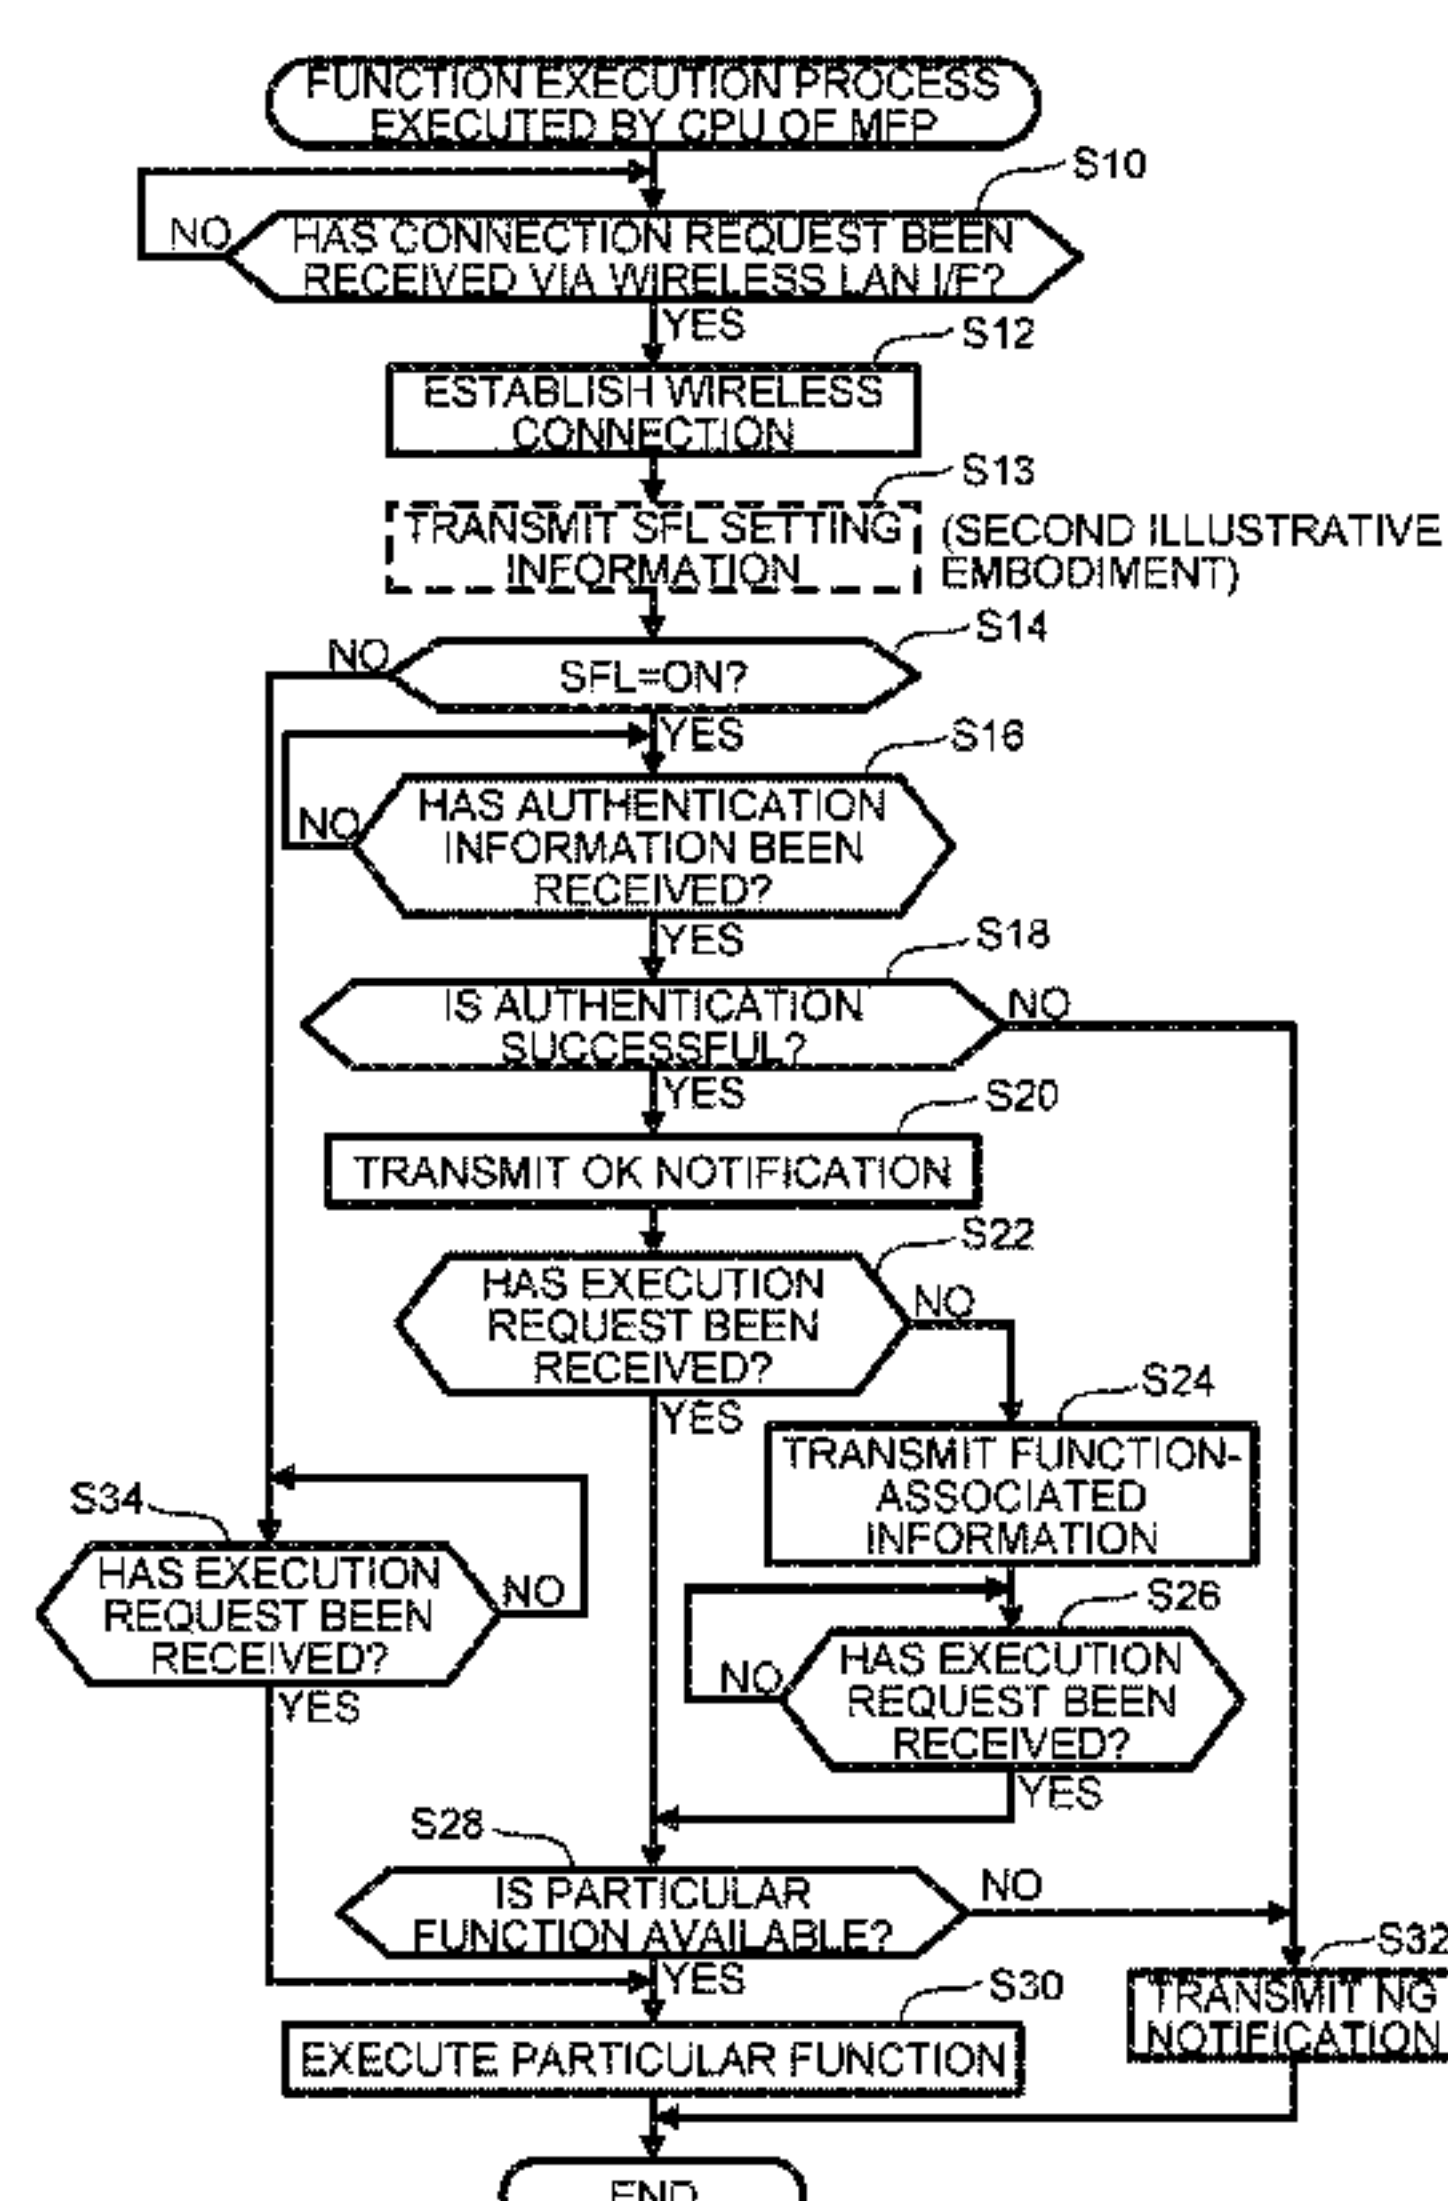 FUNCTION EXECUTION PROCESS
EXECUTED BY CPU OF MFP
S10
NO
HAS CONNECTION REQUEST BEEN
RECEIVED VIA WIRELESS LAN I/F?
YES
S12
ESTABLISH WIRELESS
CONNECTION
S13
TRANSMIT SFL SETTING
INFORMATION
(SECOND ILLUSTRATIVE
EMBODIMENT)
S14
NO
SFL=ON?
YES
S16
NO
HAS AUTHENTICATION
INFORMATION BEEN
RECEIVED?
YES
S18
IS AUTHENTICATION
SUCCESSFUL?
NO
YES
S20
TRANSMIT OK NOTIFICATION
S22
HAS EXECUTION
REQUEST BEEN
RECEIVED?
NO
YES
S24
TRANSMIT FUNCTION-
ASSOCIATED
INFORMATION
S34
HAS EXECUTION
REQUEST BEEN
RECEIVED?
NO
YES
S26
NO
HAS EXECUTION
REQUEST BEEN
RECEIVED?
YES
S28
IS PARTICULAR
FUNCTION AVAILABLE?
NO
YES
S32
TRANSMIT NG
NOTIFICATION
S30
EXECUTE PARTICULAR FUNCTION
END